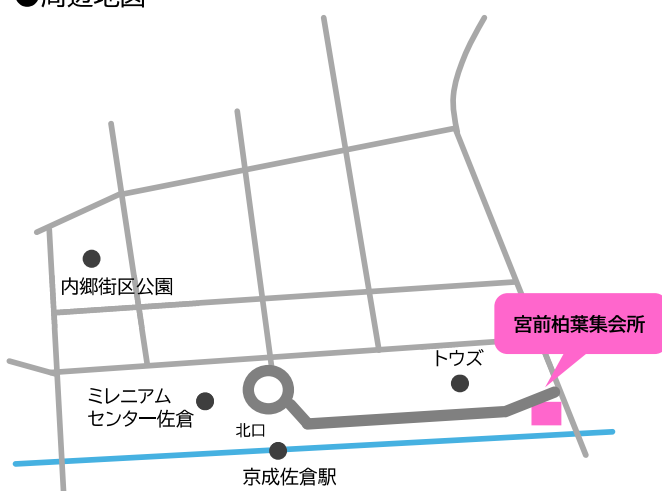 ●周辺地図
内郷街区公園
宮前柏葉集会所
トウズ
ミレニアム
センター佐倉
北口
京成佐倉駅